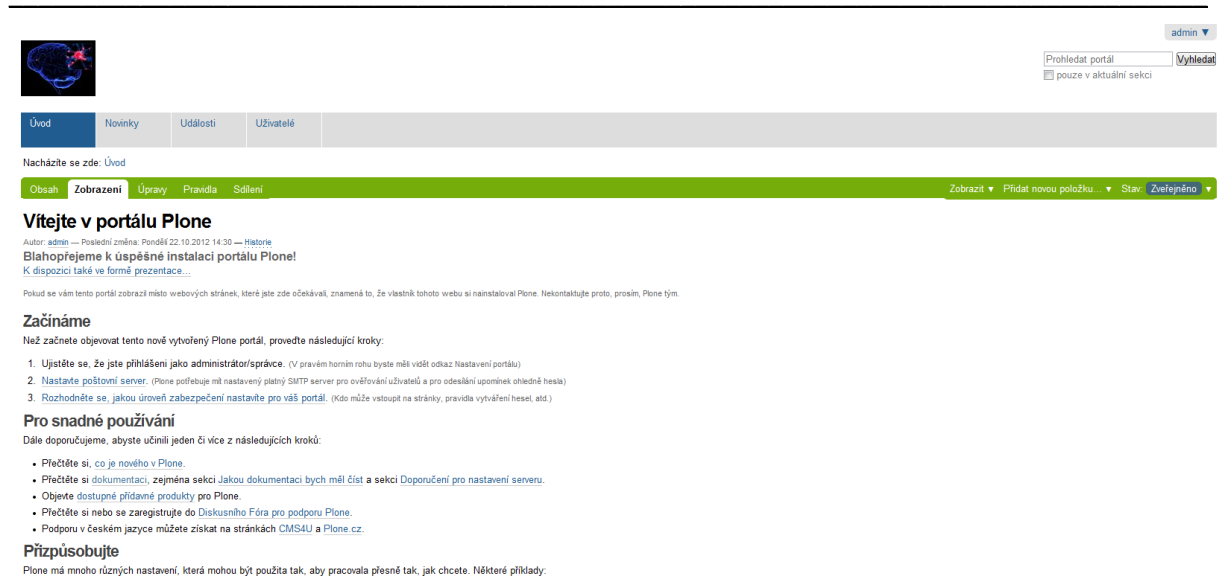 admin ▼
Prohledat portál Vyhledat
pouze v aktuální sekci
Úvod Novinky Události Uživatelé
Nacházíte se zde: Úvod
Obsah Zobrazení Úpravy Pravidla Sdílení Zobrazit ▼ Přidat novou položku... ▼ Stav: Zveřejněno ▼
Vítejte v portálu Plone
Autor: admin — Poslední změna: Pondělí 22.10.2012 14:30 — Historie
Blahopřejeme k úspěšné instalaci portálu Plone!
K dispozici také ve formě prezentace...
Pokud se vám tento portál zobrazil místo webových stránek, které jste zde očekávali, znamená to, že vlastník tohoto webu si nainstaloval Plone. Nekontaktujte proto, prosím, Plone tým.
Začínáme
Než začnete objevovat tento nově vytvořený Plone portál, proveďte následující kroky:
1. Ujistěte se, že jste přihlášeni jako administrátor/správce. (V pravém horním rohu byste měli vidět odkaz Nastavení portálu)
2. Nastavte poštovní server. (Plone potřebuje mít nastavený platný SMTP server pro ověřování uživatelů a pro odesílání upomínek ohledně hesla)
3. Rozhodněte se, jakou úroveň zabezpečení nastavíte pro váš portál. (Kdo může vstoupit na stránky, pravidla vytváření hesel, atd.)
Pro snadné používání
Dále doporučujeme, abyste učinili jeden či více z následujících kroků:
• Přečtěte si, co je nového v Plone.
• Přečtěte si dokumentaci, zejména sekci Jakou dokumentaci bych měl číst a sekci Doporučení pro nastavení serveru.
• Objevte dostupné přídavné produkty pro Plone.
• Přečtěte si nebo se zaregistrujte do Diskusního Fóra pro podporu Plone.
• Podporu v českém jazyce můžete získat na stránkách CMS4U a Plone.cz.
Přizpůsobujte
Plone má mnoho různých nastavení, která mohou být použita tak, aby pracovala přesně tak, jak chcete. Některé příklady: